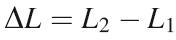 ΔL = L₂ − L₁